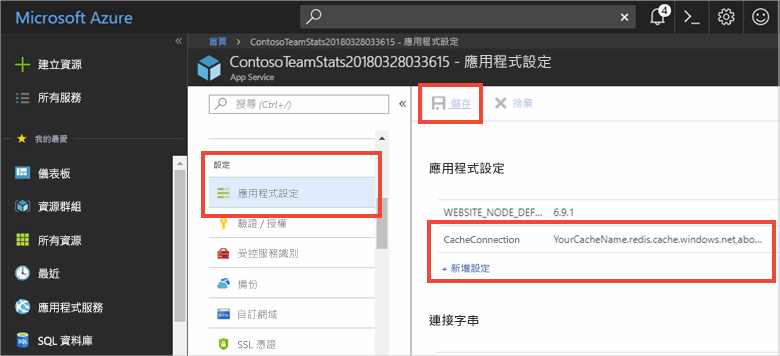 Microsoft Azure
4
建立資源
所有服務
我的最愛
儀表板
資源群組
所有資源
最近
應用程式服務
SQL 資料庫
首頁 > ContosoTeamStats20180328033615 - 應用程式設定
ContosoTeamStats20180328033615 - 應用程式設定
App Service
搜尋 (Ctrl+/)
設定
應用程式設定
驗證 / 授權
受控服務識別
備份
自訂網域
SSL 憑證
儲存 捨棄
應用程式設定
WEBSITE_NODE_DEF... 6.9.1
CacheConnection YourCacheName.redis.cache.windows.net,abo...
+ 新增設定
連接字串